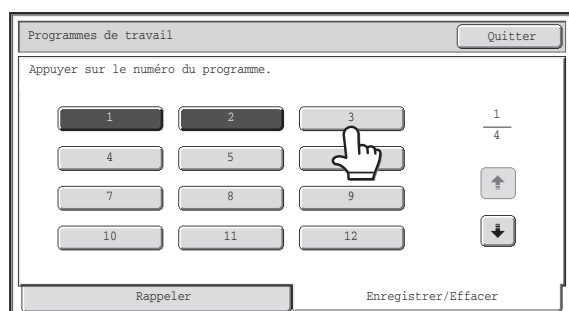 Programmes de travail
Quitter
Appuyer sur le numéro du programme.
1 2 3
4 5
7 8 9
10 11 12
1
4
Rappeler Enregistrer/Effacer